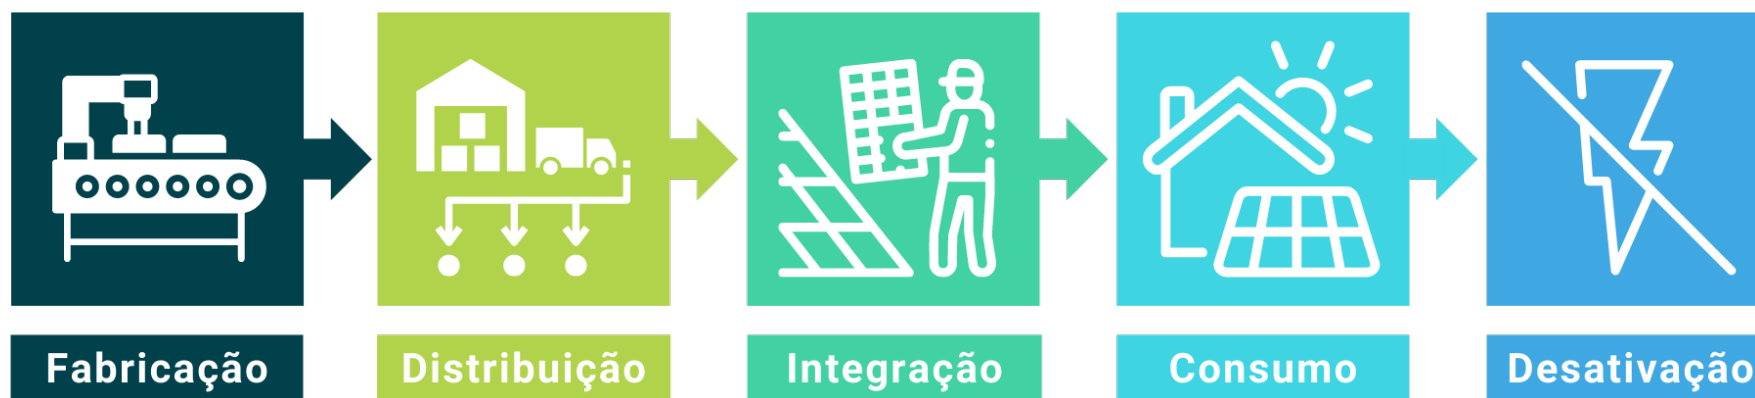 Fabricação
Distribuição
Integração
Consumo
Desativação